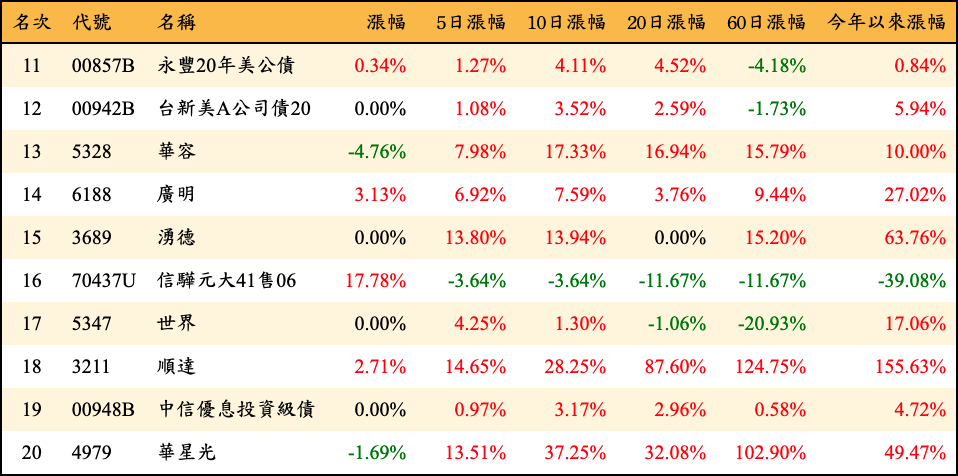 名次 代號 名稱 漲幅 5日漲幅 10日漲幅 20日漲幅 60日漲幅 今年以來漲幅
11 00857B 永豐20年美公債 0.34% 1.27% 4.11% 4.52% -4.18% 0.84%
12 00942B 台新美A公司債20 0.00% 1.08% 3.52% 2.59% -1.73% 5.94%
13 5328 華容 -4.76% 7.98% 17.33% 16.94% 15.79% 10.00%
14 6188 廣明 3.13% 6.92% 7.59% 3.76% 9.44% 27.02%
15 3689 湧德 0.00% 13.80% 13.94% 0.00% 15.20% 63.76%
16 70437U 信驊元大41售06 17.78% -3.64% -3.64% -11.67% -11.67% -39.08%
17 5347 世界 0.00% 4.25% 1.30% -1.06% -20.93% 17.06%
18 3211 順達 2.71% 14.65% 28.25% 87.60% 124.75% 155.63%
19 00948B 中信優息投資級債 0.00% 0.97% 3.17% 2.96% 0.58% 4.72%
20 4979 華星光 -1.69% 13.51% 37.25% 32.08% 102.90% 49.47%